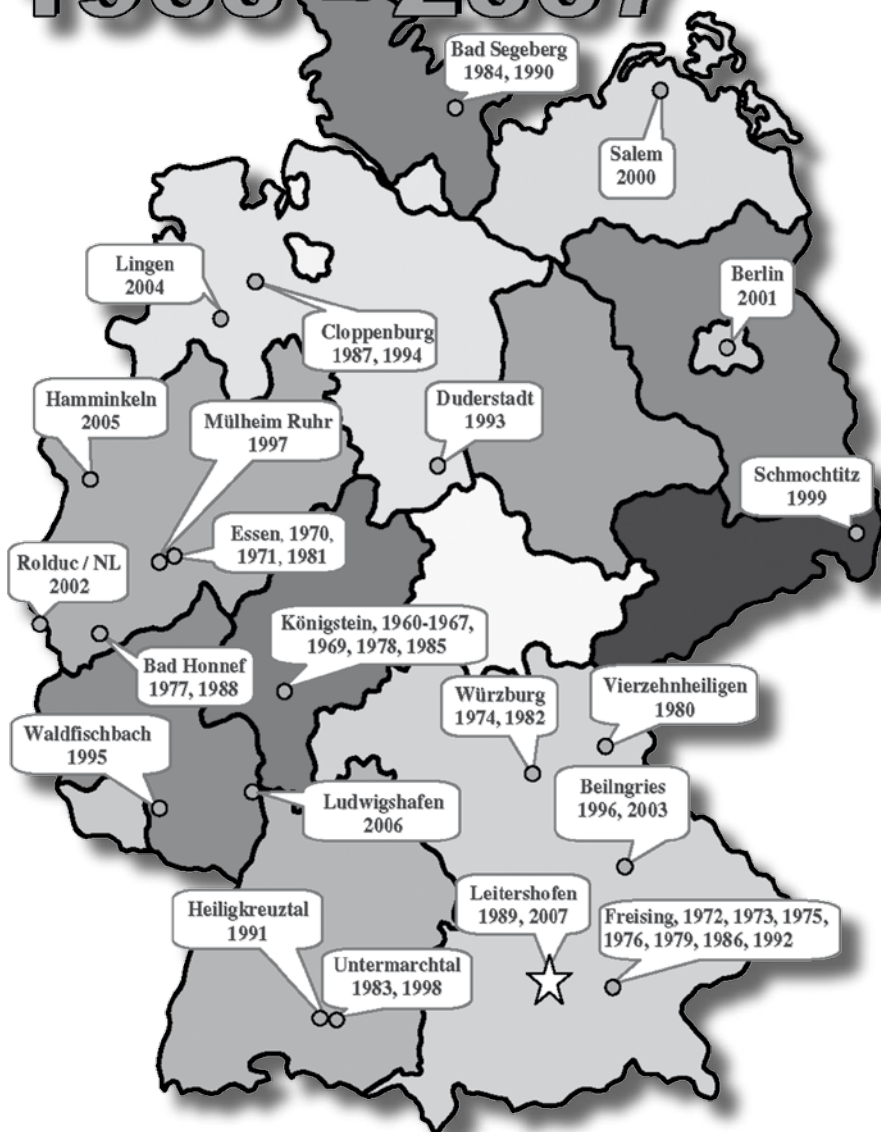 Bad Segeberg
1984, 1990
Salem
2000
Lingen
2004
Berlin
2001
Cloppenburg
1987, 1994
Hamminkeln
2005
Mülheim Ruhr
1997
Duderstadt
1993
Schmochtitz
1999
Essen, 1970,
1971, 1981
Rolduc / NL
2002
Königstein, 1960-1967,
1969, 1978, 1985
Bad Honnef
1977, 1988
Würzburg
1974, 1982
Vierzehnheiligen
1980
Waldfischbach
1995
Ludwigshafen
2006
Beilngries
1996, 2003
Heiligkreuztal
1991
Leitershofen
1989, 2007
Freising, 1972, 1973, 1975,
1976, 1979, 1986, 1992
Untermarchtal
1983, 1998